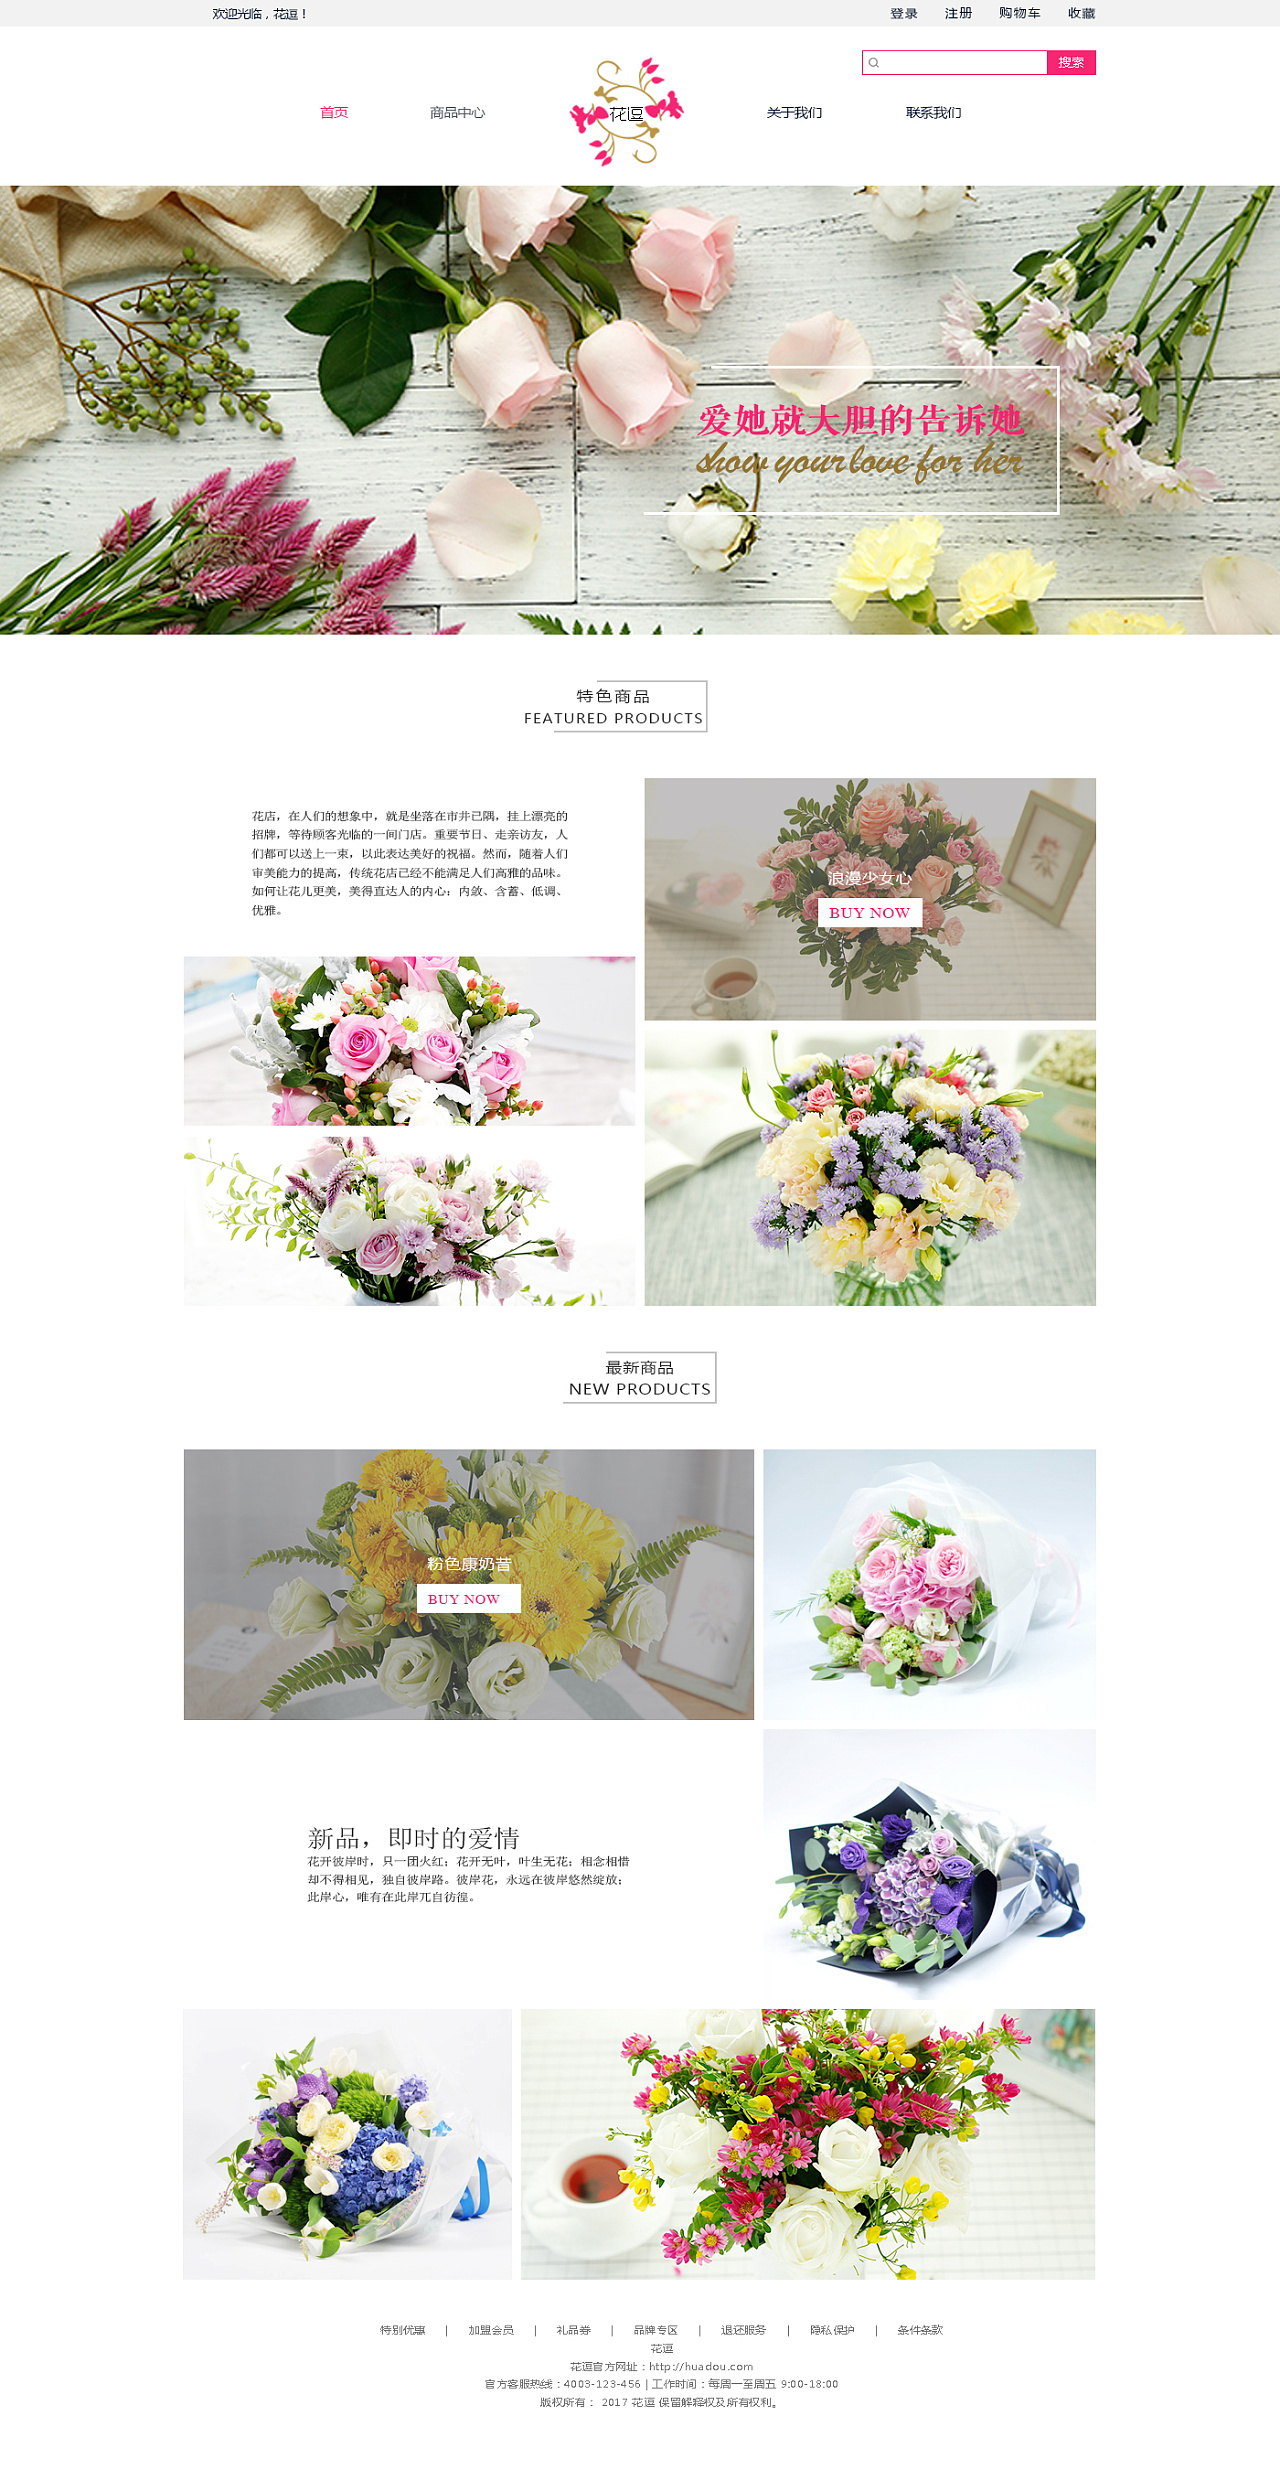 欢迎光临，花逗！
登录 注册 购物车 收藏
搜索
首页 商品中心 花逗 关于我们 联系我们
爱她就大胆的告诉她
show your love for her
特色商品
FEATURED PRODUCTS
花店，在人们的想象中，就是坐落在市井已隅，挂上漂亮的
招牌，等待顾客光临的一间门店。重要节日、走亲访友，人
们都可以送上一束，以此表达美好的祝福。然而，随着人们
审美能力的提高，传统花店已经不能满足人们高雅的品味。
如何让花儿更美，美得直达人的内心：内敛、含蓄、低调、
优雅。
浪漫少女心
BUY NOW
最新商品
NEW PRODUCTS
粉色康奶昔
BUY NOW
新品，即时的爱情
花开彼岸时，只一团火红；花开无叶，叶生无花；相念相惜
却不得相见，独自彼岸路。彼岸花，永远在彼岸悠然绽放；
此岸心，唯有在此岸兀自彷徨。
特别优惠 | 加盟会员 | 礼品券 | 品牌专区 | 退还服务 | 隐私保护 | 条件条款
花逗
花逗官方网址：http://huadou.com
官方客服热线：4003-123-456 | 工作时间：每周一至周五 9:00-18:00
版权所有： 2017 花逗 保留解释权及所有权利。